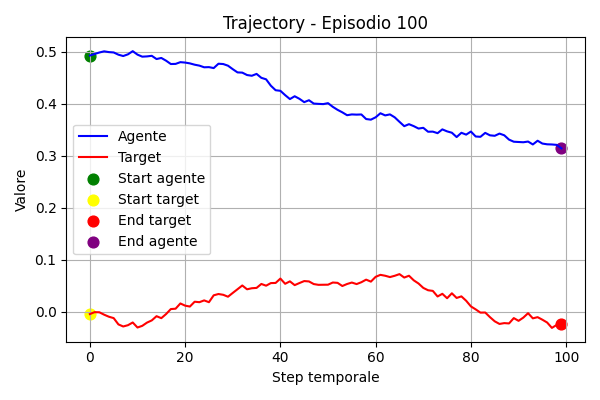 Trajectory - Episodio 100
Valore
0.5
0.4
0.3
0.2
0.1
0.0
Agente
Target
Start agente
Start target
End target
End agente
0
20
40
60
80
100
Step temporale